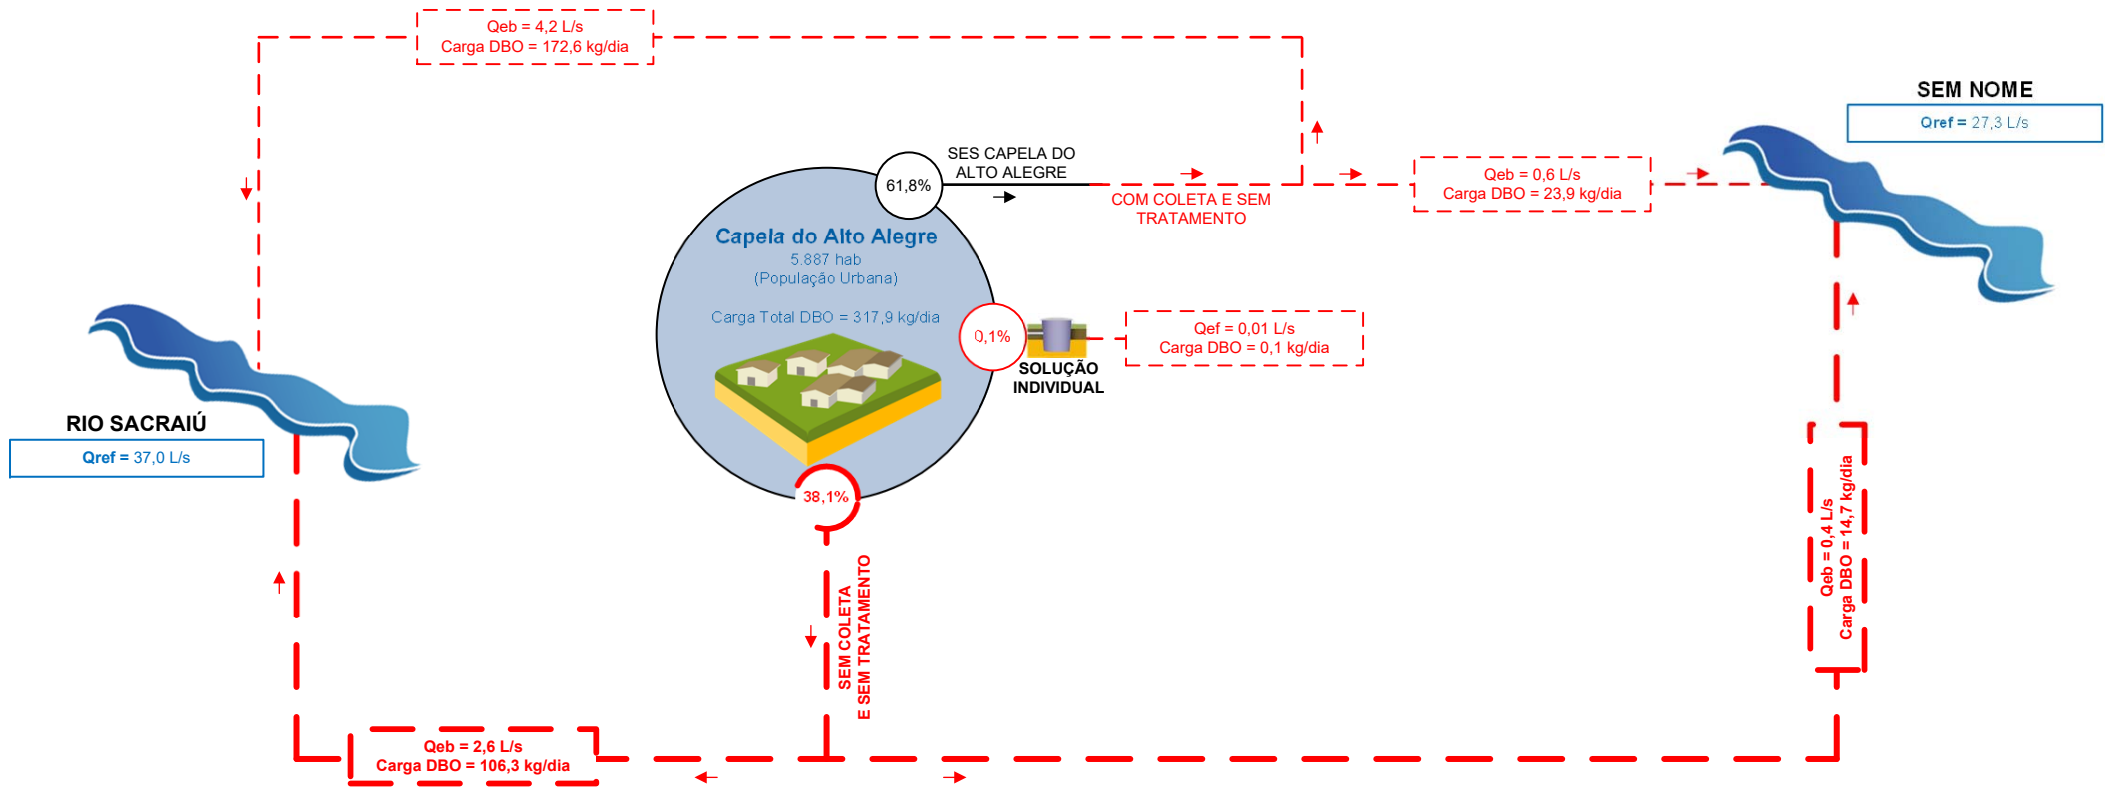 Qeb = 4,2 L/s
Carga DBO = 172,6 kg/dia
SEM NOME
Qref = 27,3 L/s
61,8%
SES CAPELA DO
ALTO ALEGRE
COM COLETA E SEM
TRATAMENTO
Qeb = 0,6 L/s
Carga DBO = 23,9 kg/dia
Capela do Alto Alegre
5.887 hab
(População Urbana)
Carga Total DBO = 317,9 kg/dia
0,1%
SOLUÇÃO
INDIVIDUAL
Qef = 0,01 L/s
Carga DBO = 0,1 kg/dia
RIO SACRAIÚ
Qref = 37,0 L/s
38,1%
SEM COLETA
E SEM TRATAMENTO
Qeb = 0,4 L/s
Carga DBO = 14,7 kg/dia
Qeb = 2,6 L/s
Carga DBO = 106,3 kg/dia